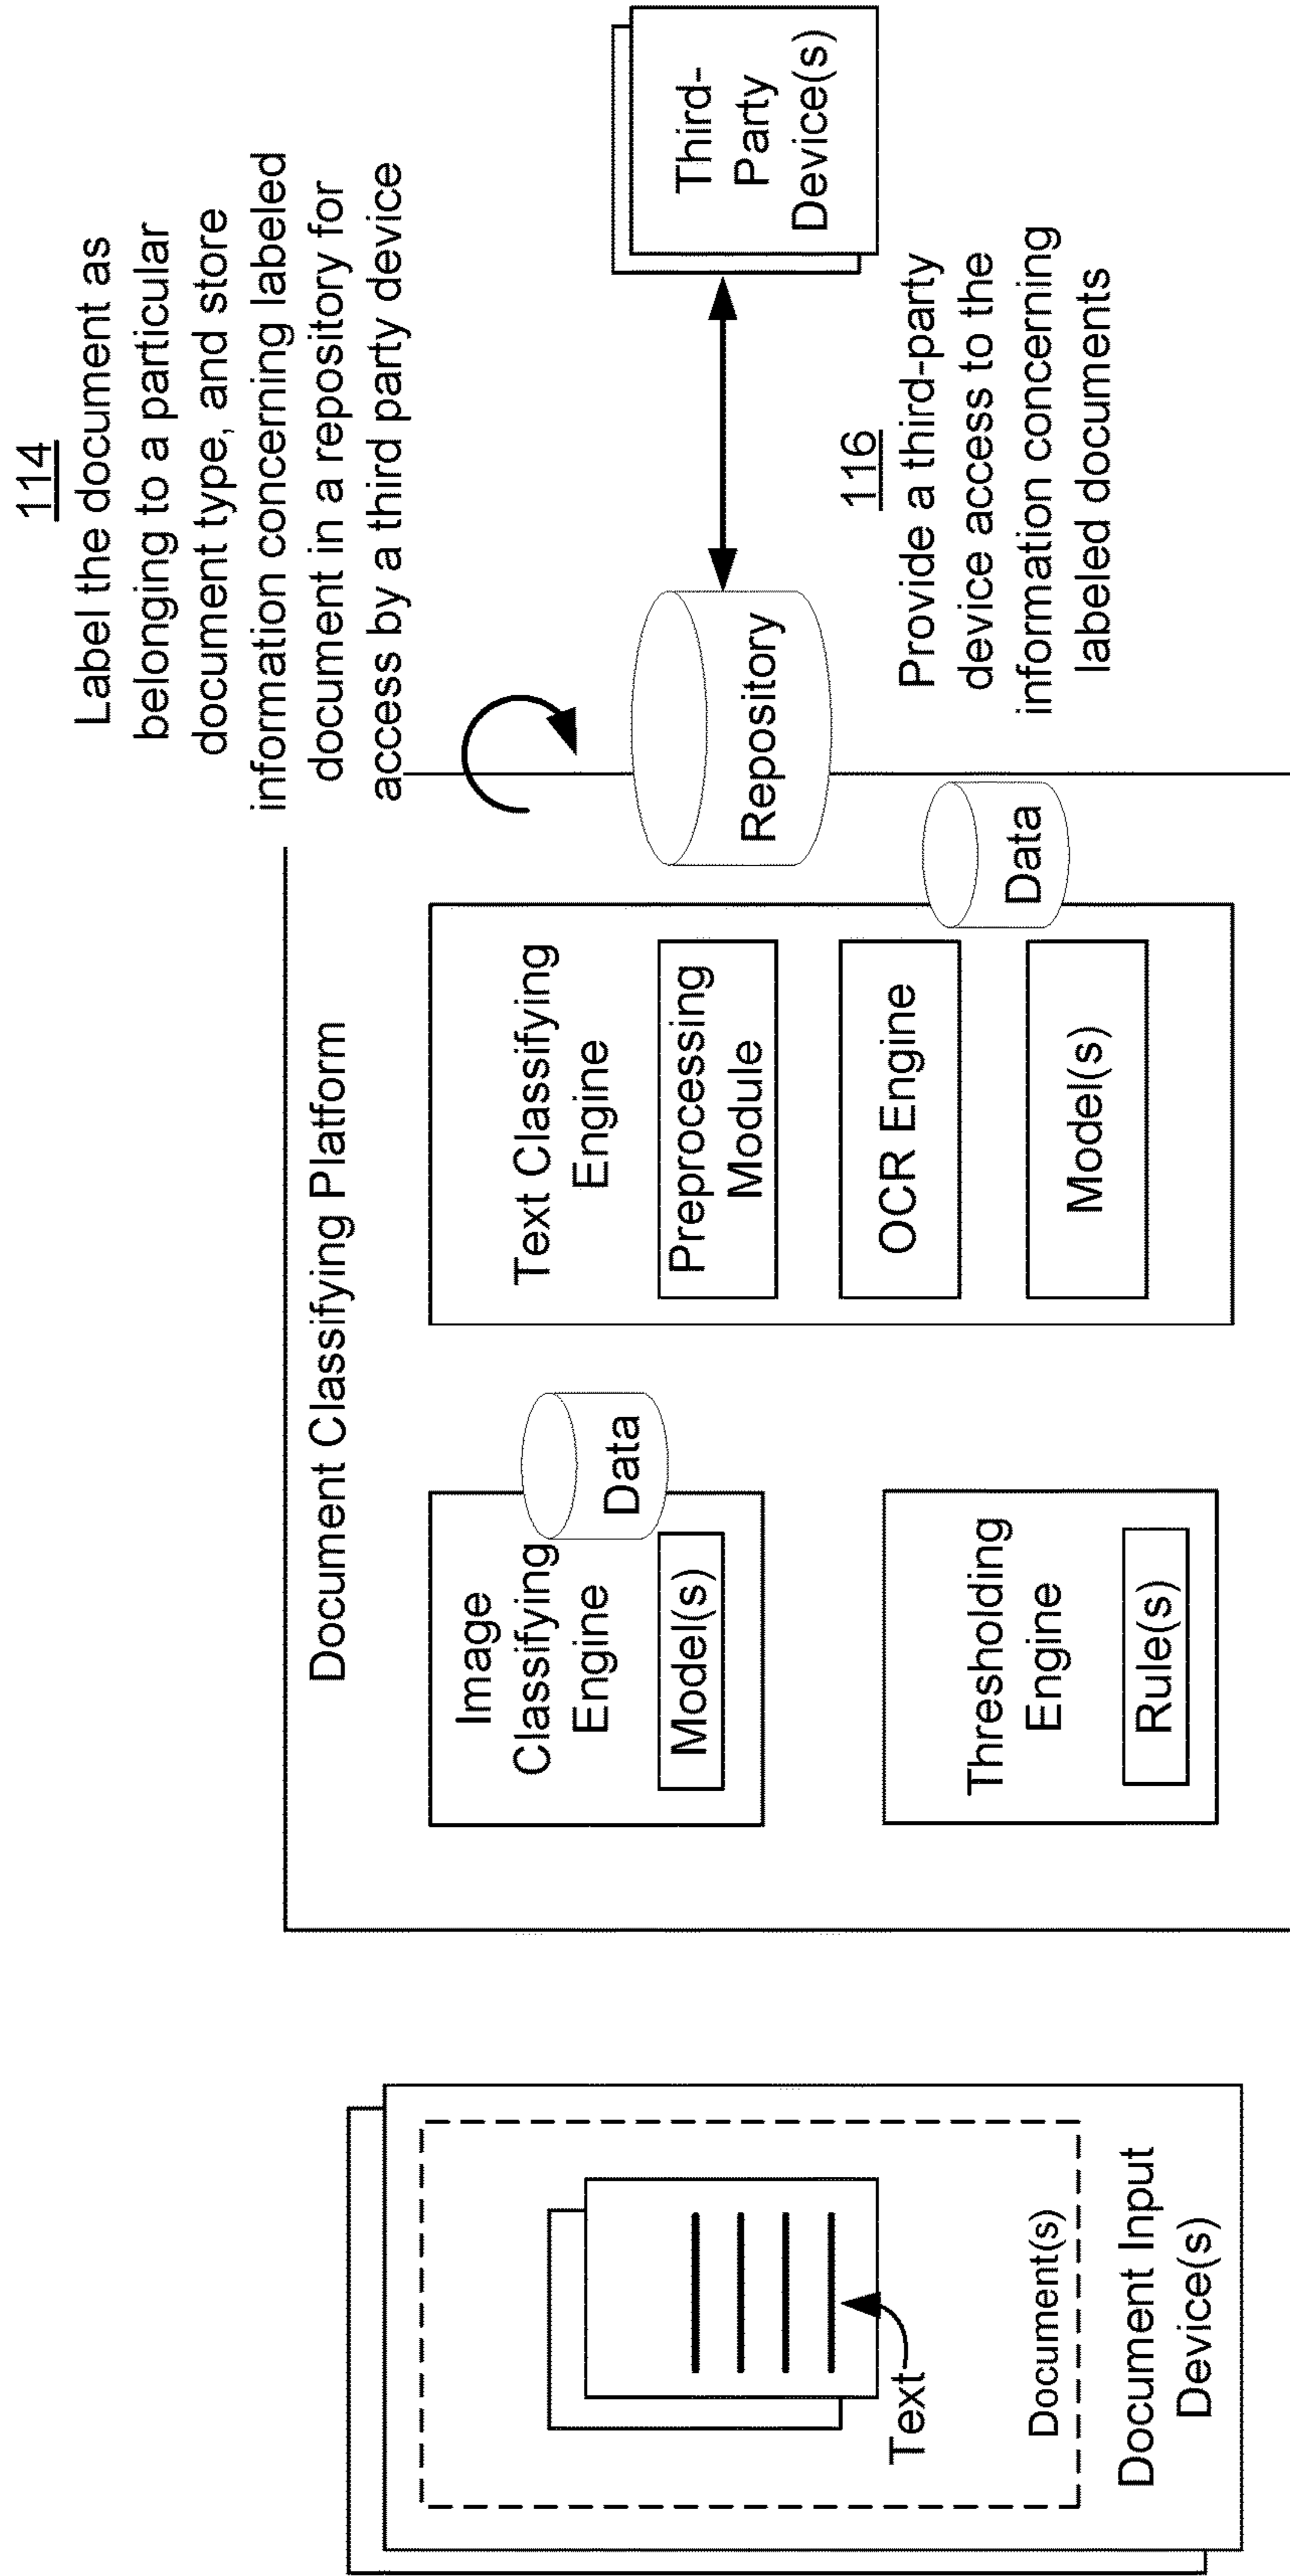 114
Label the document as
belonging to a particular
document type, and store
information concerning labeled
document in a repository for
access by a third party device
Document Classifying Platform
Image
Classifying
Engine
Model(s)
Data
Text Classifying
Engine
Preprocessing
Module
OCR Engine
Model(s)
Data
Thresholding
Engine
Rule(s)
Repository
Third-
Party
Device(s)
116
Provide a third-party
device access to the
information concerning
labeled documents
Text
Document(s)
Document Input
Device(s)